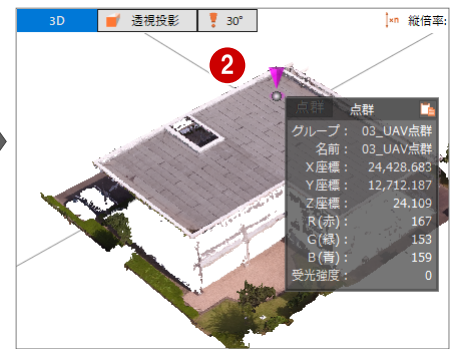 3D 透視投影 30° ×n 縦倍率:
2
点群 点群
グループ： 03_UAV点群
名前： 03_UAV点群
X座標： 24,428.683
Y座標： 12,712.187
Z座標： 24.109
R(赤)： 167
G(緑)： 153
B(青)： 159
受光強度： 0